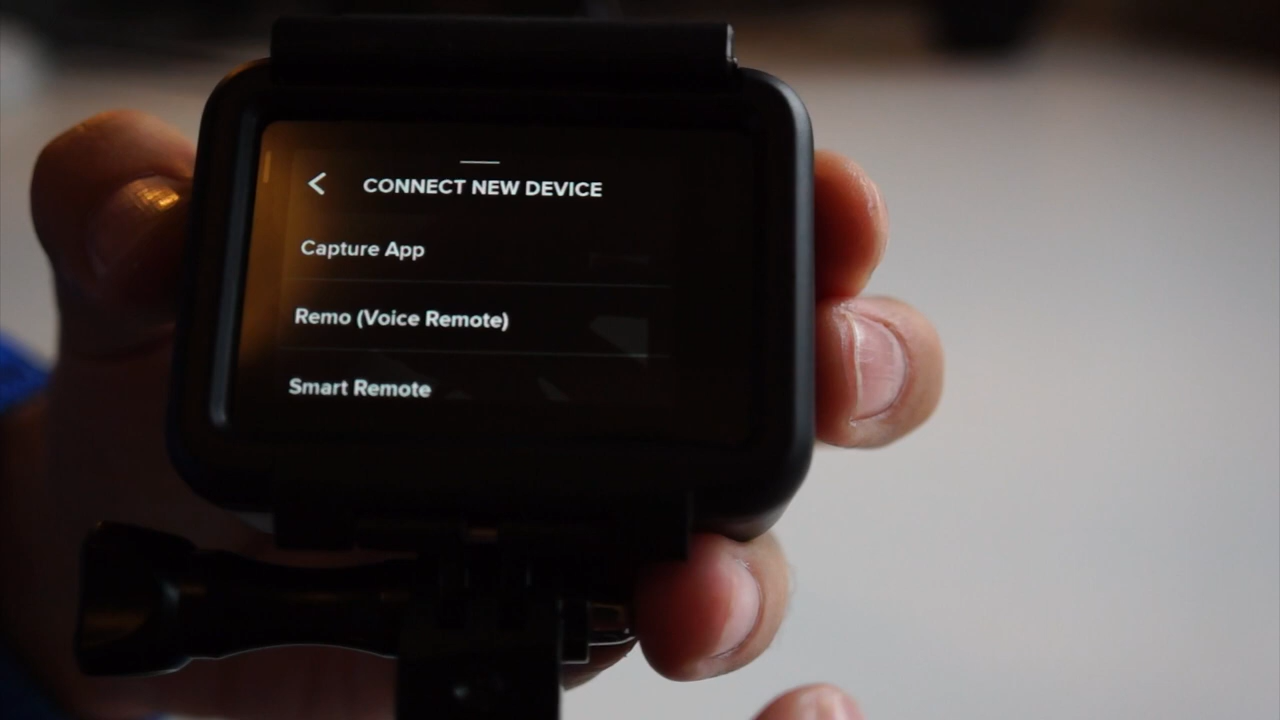 CONNECT NEW DEVICE
Capture App
Remo (Voice Remote)
Smart Remote